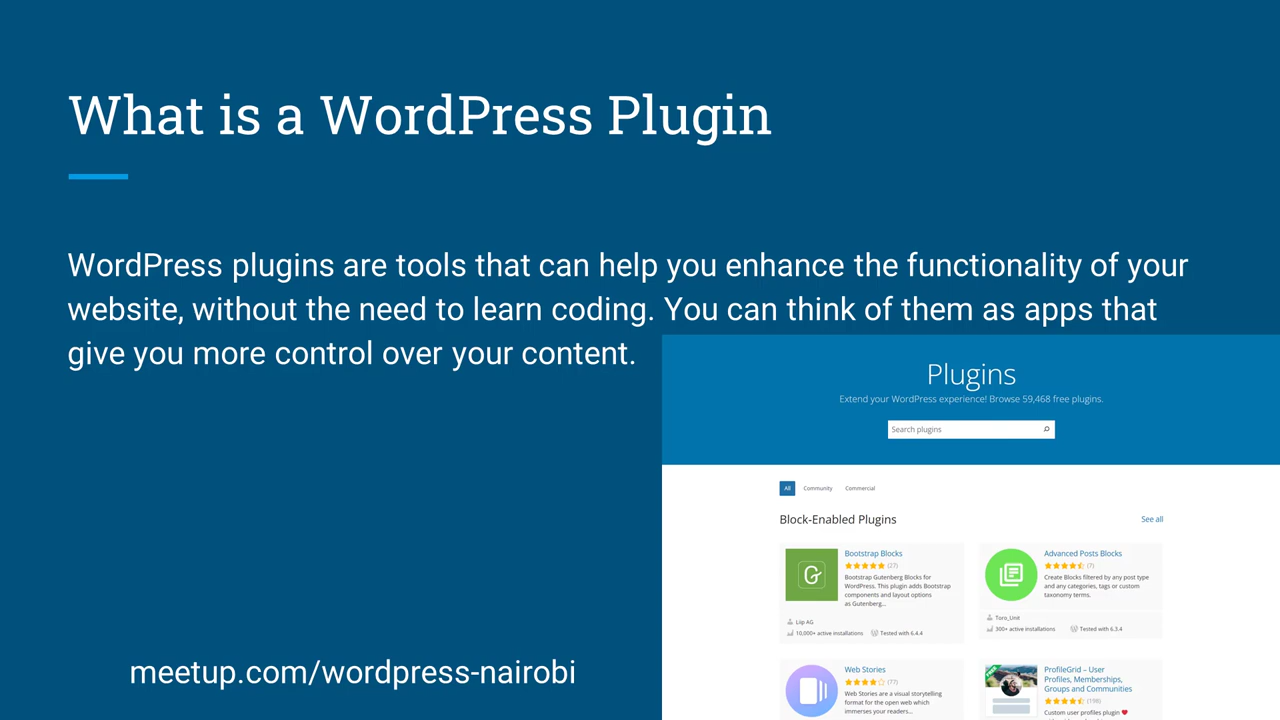 What is a WordPress Plugin
WordPress plugins are tools that can help you enhance the functionality of your
website, without the need to learn coding. You can think of them as apps that
give you more control over your content.
Plugins
Extend your WordPress experience! Browse 59,468 free plugins.
Search plugins
All Community Commercial
Block-Enabled Plugins See all
Bootstrap Blocks
(27)
Bootstrap Gutenberg Blocks for
WordPress. This plugin adds Bootstrap
components and layout options
as Gutenberg...
Liip AG
10,000+ active installations Tested with 6.4.4
Advanced Posts Blocks
(7)
Create Blocks filtered by any post type
and any categories, tags or custom
taxonomy terms.
Toro_Unit
300+ active installations Tested with 6.3.4
Web Stories
(77)
Web Stories are a visual storytelling
format for the open web which
immerses your readers...
ProfileGrid – User
Profiles, Memberships,
Groups and Communities
(198)
Custom user profiles plugin
meetup.com/wordpress-nairobi